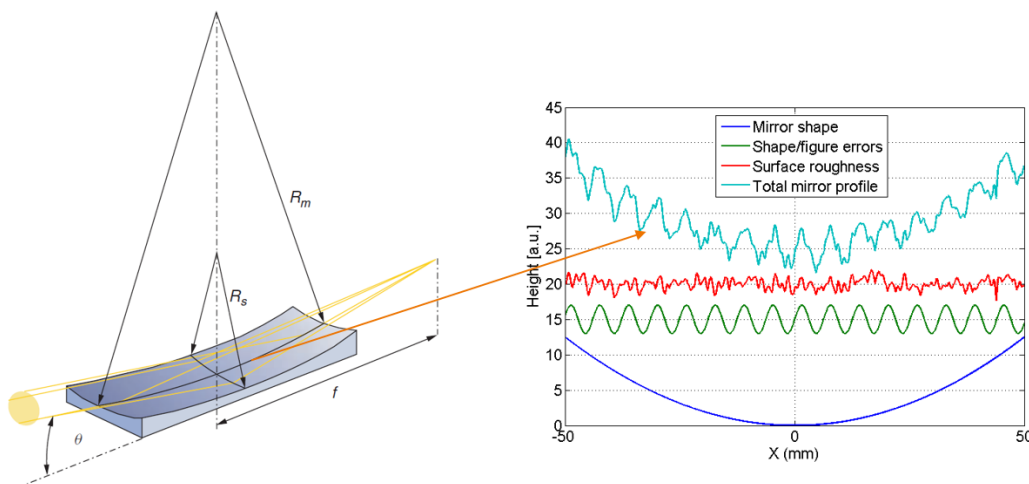 R_m
R_s
f
θ
45
40
35
30
25
20
15
10
5
0
Height [a.u.]
Mirror shape
Shape/figure errors
Surface roughness
Total mirror profile
-50
0
50
X (mm)